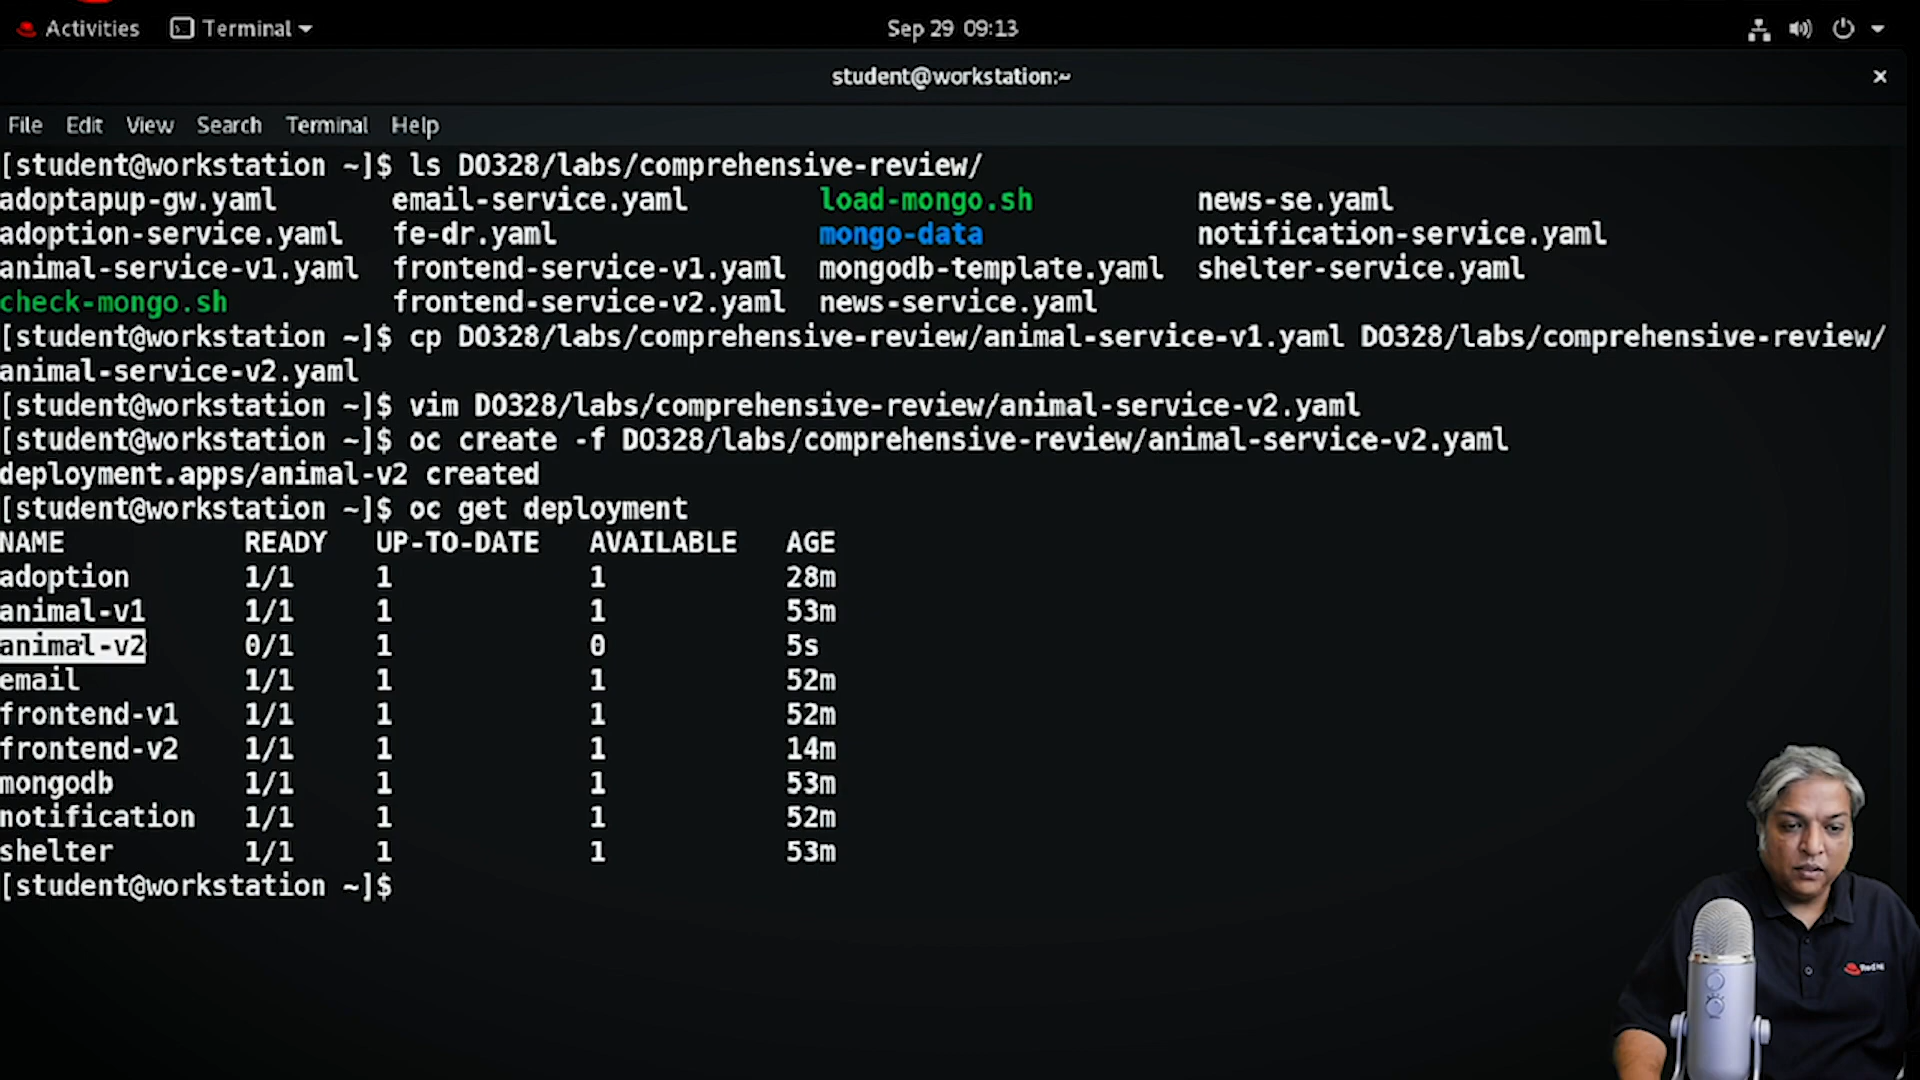 Activities Terminal Sep 29 09:13
student@workstation:~
File Edit View Search Terminal Help
[student@workstation ~]$ ls DO328/labs/comprehensive-review/
adoptapup-gw.yaml email-service.yaml load-mongo.sh news-se.yaml
adoption-service.yaml fe-dr.yaml mongo-data notification-service.yaml
animal-service-v1.yaml frontend-service-v1.yaml mongodb-template.yaml shelter-service.yaml
check-mongo.sh frontend-service-v2.yaml news-service.yaml
[student@workstation ~]$ cp DO328/labs/comprehensive-review/animal-service-v1.yaml DO328/labs/comprehensive-review/
animal-service-v2.yaml
[student@workstation ~]$ vim DO328/labs/comprehensive-review/animal-service-v2.yaml
[student@workstation ~]$ oc create -f DO328/labs/comprehensive-review/animal-service-v2.yaml
deployment.apps/animal-v2 created
[student@workstation ~]$ oc get deployment
NAME READY UP-TO-DATE AVAILABLE AGE
adoption 1/1 1 1 28m
animal-v1 1/1 1 1 53m
animal-v2 0/1 1 0 5s
email 1/1 1 1 52m
frontend-v1 1/1 1 1 52m
frontend-v2 1/1 1 1 14m
mongodb 1/1 1 1 53m
notification 1/1 1 1 52m
shelter 1/1 1 1 53m
[student@workstation ~]$